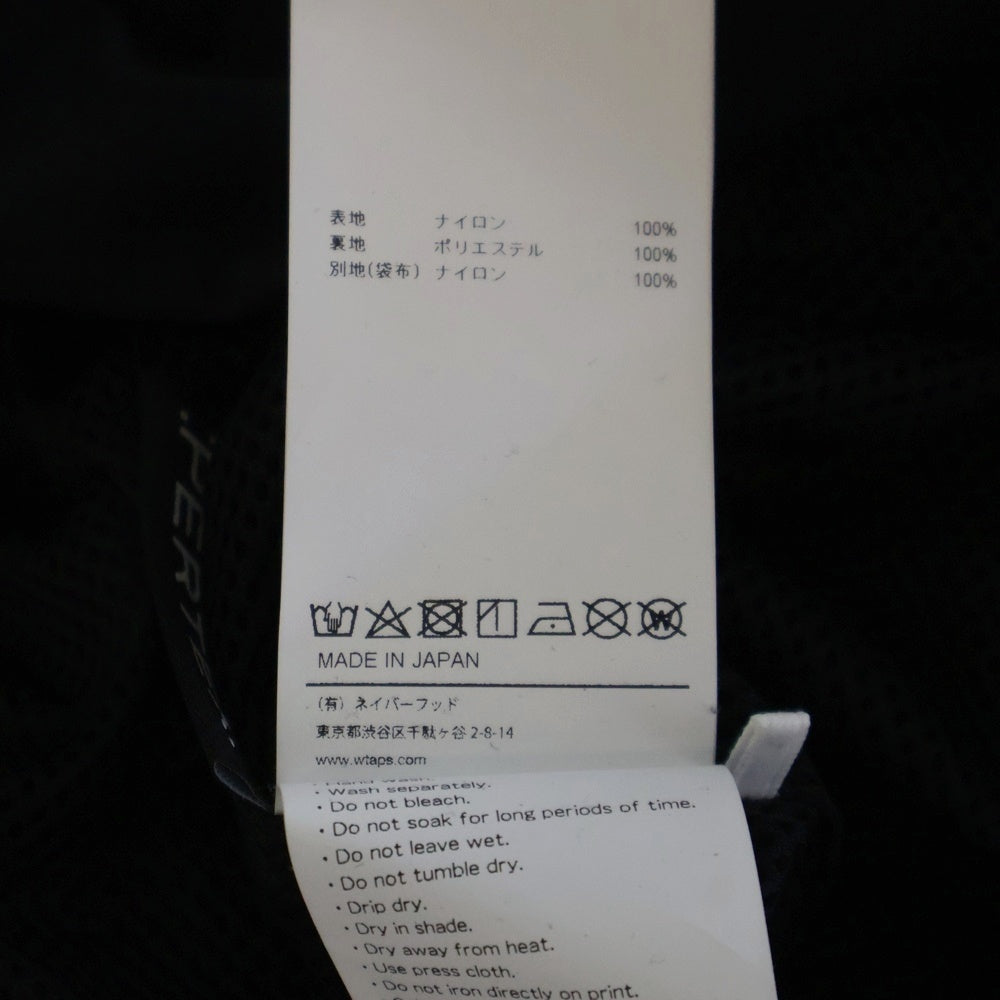 表地 ナイロン 100%
裏地 ポリエステル 100%
別地(袋布) ナイロン 100%
MADE IN JAPAN
(有) ネイバーフッド
東京都渋谷区千駄ヶ谷 2-8-14
www.wtaps.com
・Hand wash.
・Wash separately.
・Do not bleach.
・Do not soak for long periods of time.
・Do not leave wet.
・Do not tumble dry.
・Drip dry.
・Dry in shade.
・Dry away from heat.
・Use press cloth.
・Do not iron directly on print.